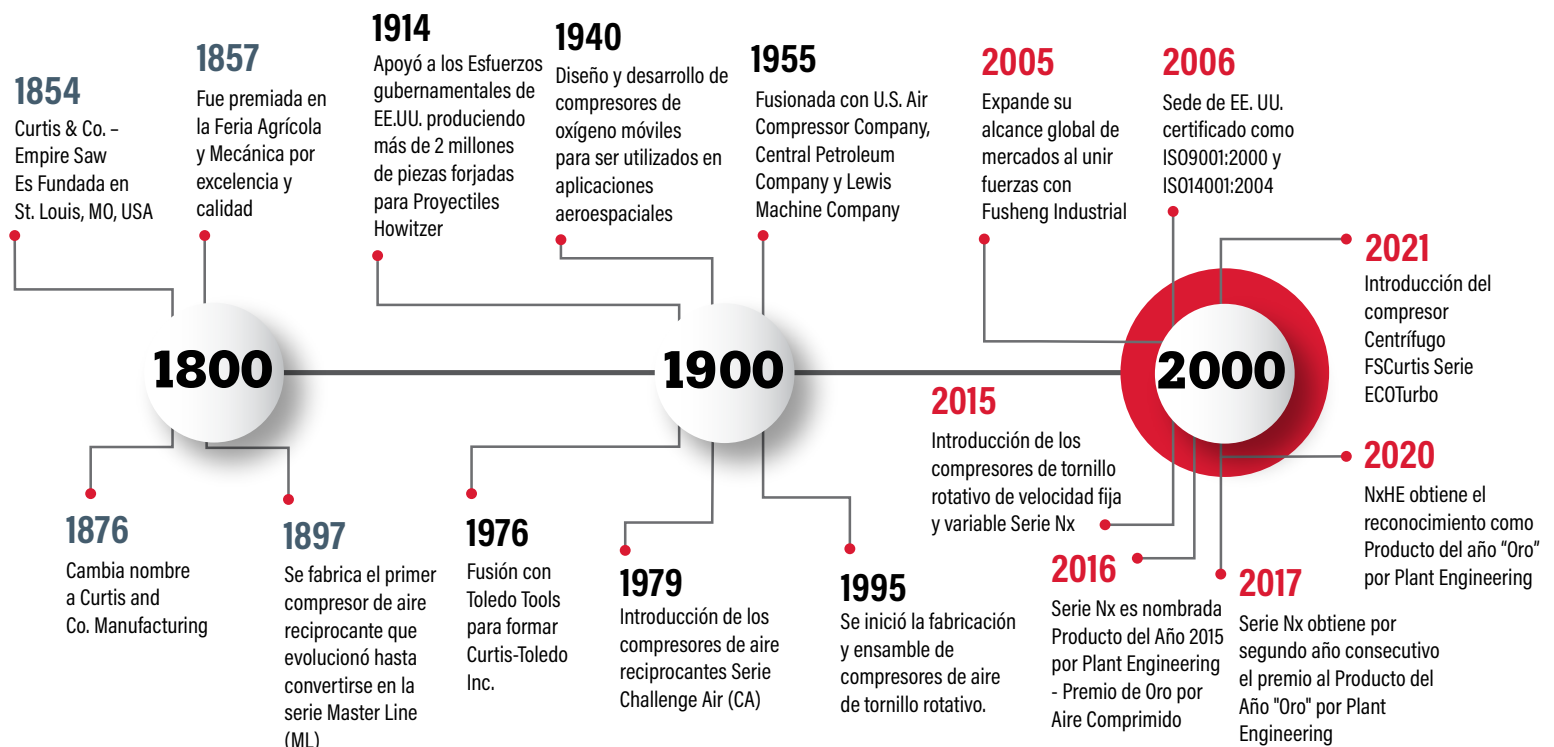 1854
Curtis & Co. –
Empire Saw
Es Fundada en
St. Louis, MO, USA
1857
Fue premiada en
la Feria Agrícola
y Mecánica por
excelencia y
calidad
1914
Apoyó a los Esfuerzos
gubernamentales de
EE.UU. produciendo
más de 2 millones
de piezas forjadas
para Proyectiles
Howitzer
1940
Diseño y desarrollo de
compresores de
oxígeno móviles
para ser utilizados en
aplicaciones
aeroespaciales
1955
Fusionada con U.S. Air
Compressor Company,
Central Petroleum
Company y Lewis
Machine Company
2005
Expande su
alcance global de
mercados al unir
fuerzas con
Fusheng Industrial
2006
Sede de EE. UU.
certificado como
ISO9001:2000 y
ISO14001:2004
2021
Introducción del
compresor
Centrífugo
FSCurtis Serie
ECOTurbo
1800
1900
2000
1876
Cambia nombre
a Curtis and
Co. Manufacturing
1897
Se fabrica el primer
compresor de aire
reciprocante que
evolucionó hasta
convertirse en la
serie Master Line
(ML)
1976
Fusión con
Toledo Tools
para formar
Curtis-Toledo
Inc.
1979
Introducción de los
compresores de aire
reciprocantes Serie
Challenge Air (CA)
1995
Se inició la fabricación
y ensamble de
compresores de aire
de tornillo rotativo.
2015
Introducción de los
compresores de tornillo
rotativo de velocidad fija
y variable Serie Nx
2016
Serie Nx es nombrada
Producto del Año 2015
por Plant Engineering
- Premio de Oro por
Aire Comprimido
2017
Serie Nx obtiene por
segundo año consecutivo
el premio al Producto del
Año "Oro" por Plant
Engineering
2020
NxHE obtiene el
reconocimiento como
Producto del año “Oro”
por Plant Engineering